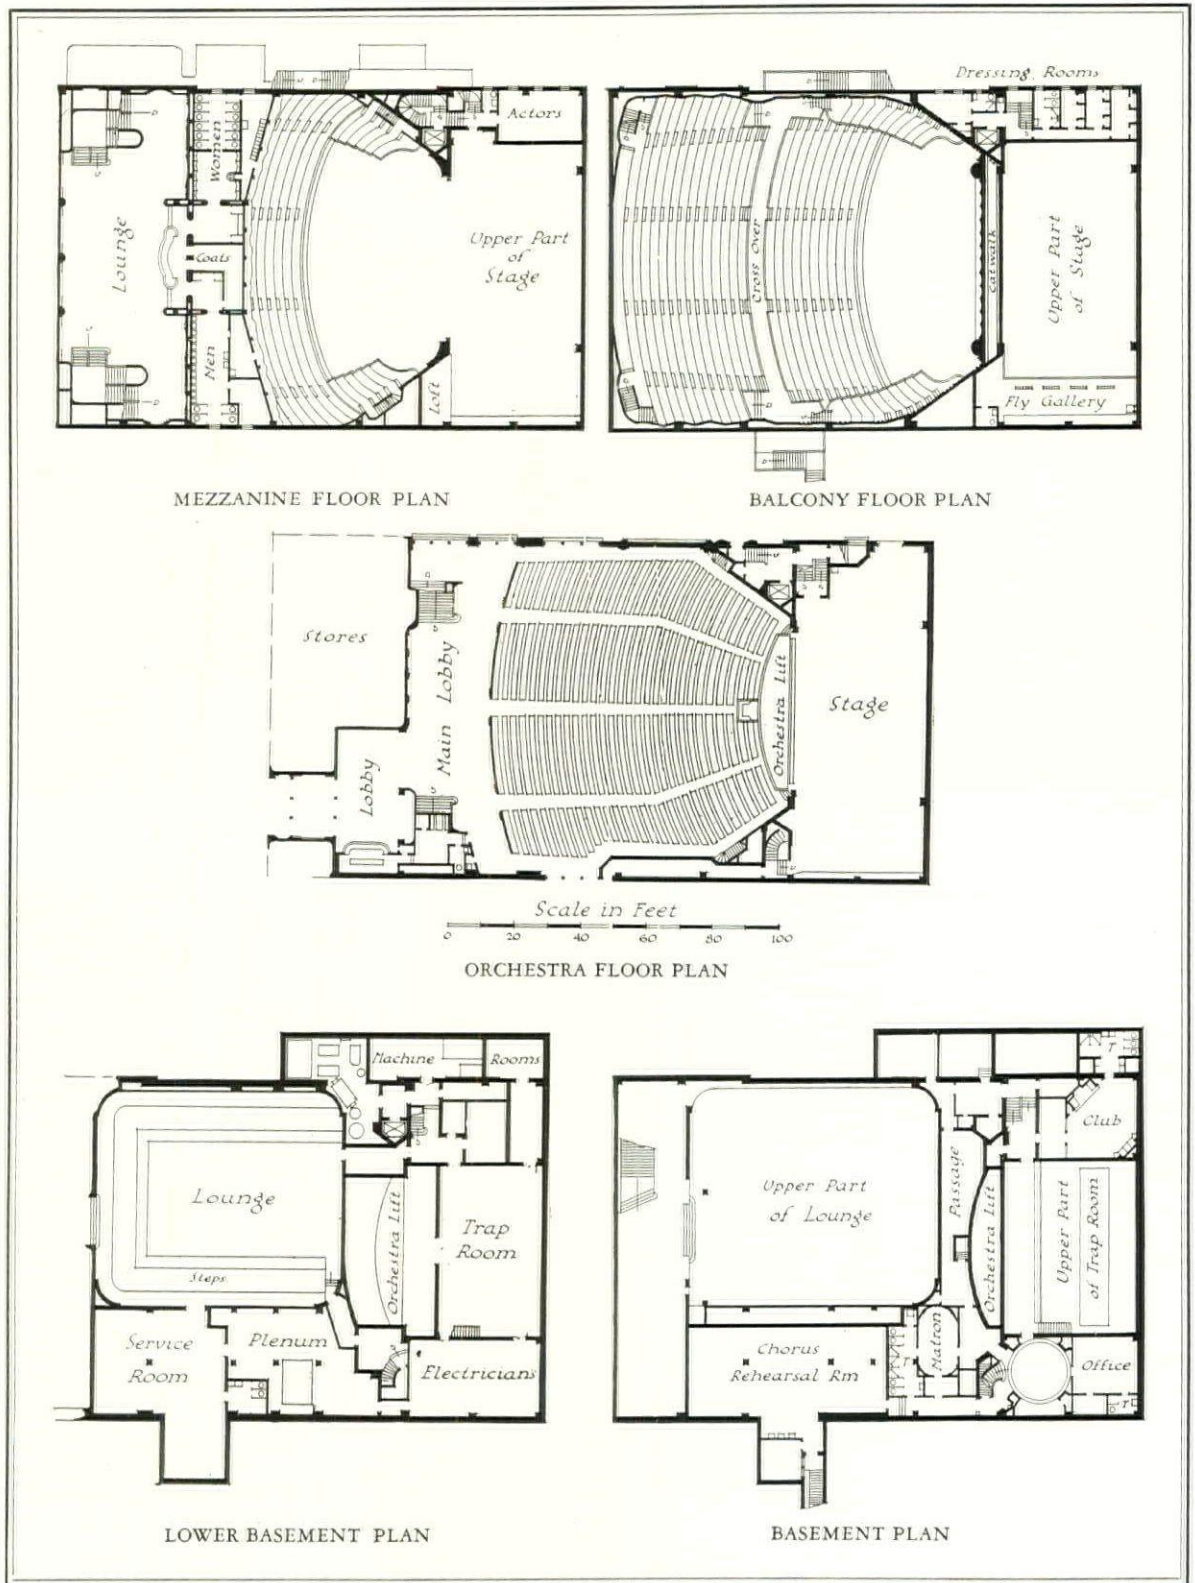 Actors
Women
Lounge
Coats
Men
Upper Part
of
Stage
Loft
MEZZANINE FLOOR PLAN
Dressing Rooms
Cross Over
Catwalk
Upper Part
of Stage
Fly Gallery
BALCONY FLOOR PLAN
Stores
Main Lobby
Lobby
Orchestra Lift
Stage
Scale in Feet
0 20 40 60 80 100
ORCHESTRA FLOOR PLAN
Machine Rooms
Lounge
Steps
Orchestra Lift
Trap
Room
Service
Room
Plenum
Electricians
LOWER BASEMENT PLAN
T
Club
Passage
Upper Part
of Lounge
Orchestra Lift
Upper Part
of Trap Room
Chorus
Rehearsal Rm
T
Matron
Office
T
BASEMENT PLAN